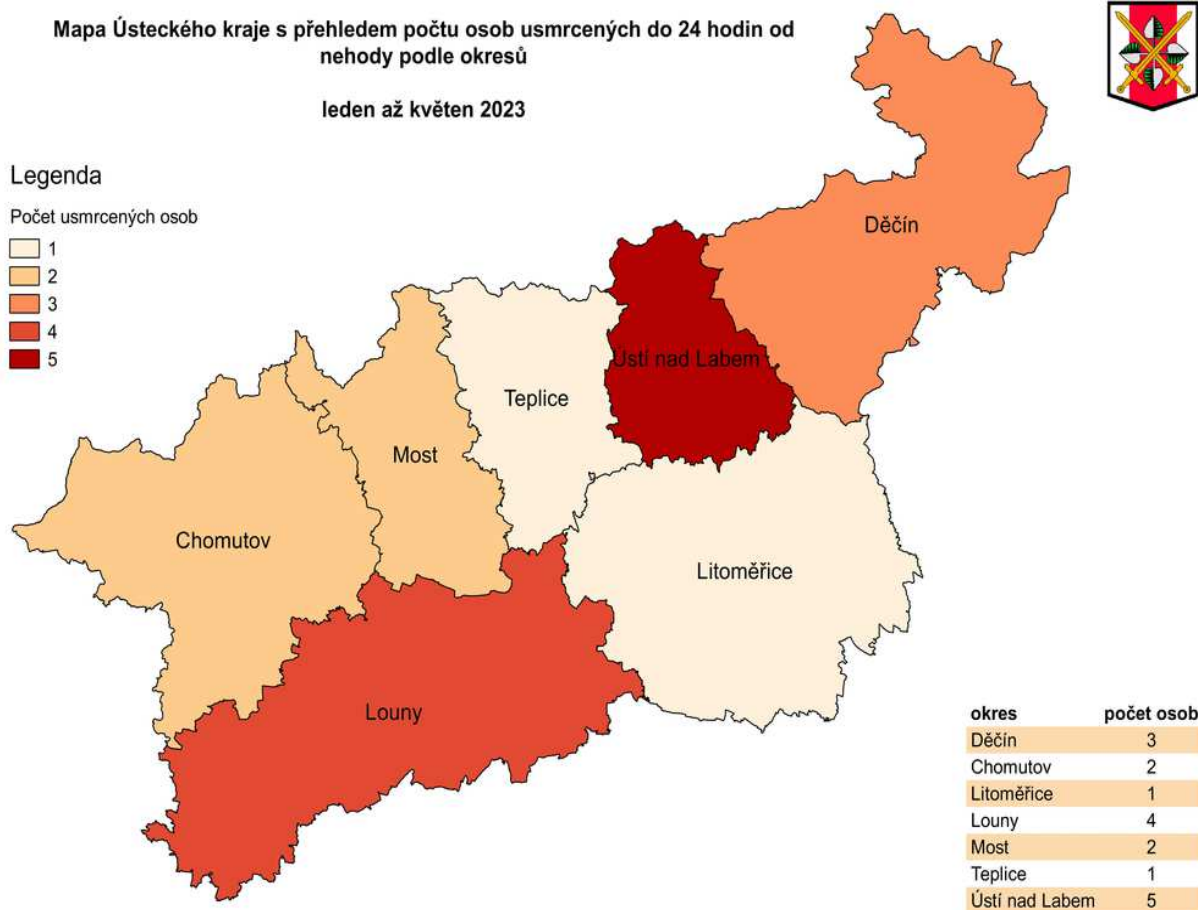 Mapa Ústeckého kraje s přehledem počtu osob usmrcených do 24 hodin od
nehody podle okresů
leden až květen 2023
Legenda
Počet usmrcených osob
1
2
3
4
5
Děčín
Ústí nad Labem
Teplice
Most
Chomutov
Litoměřice
Louny
okres počet osob
Děčín 3
Chomutov 2
Litoměřice 1
Louny 4
Most 2
Teplice 1
Ústí nad Labem 5